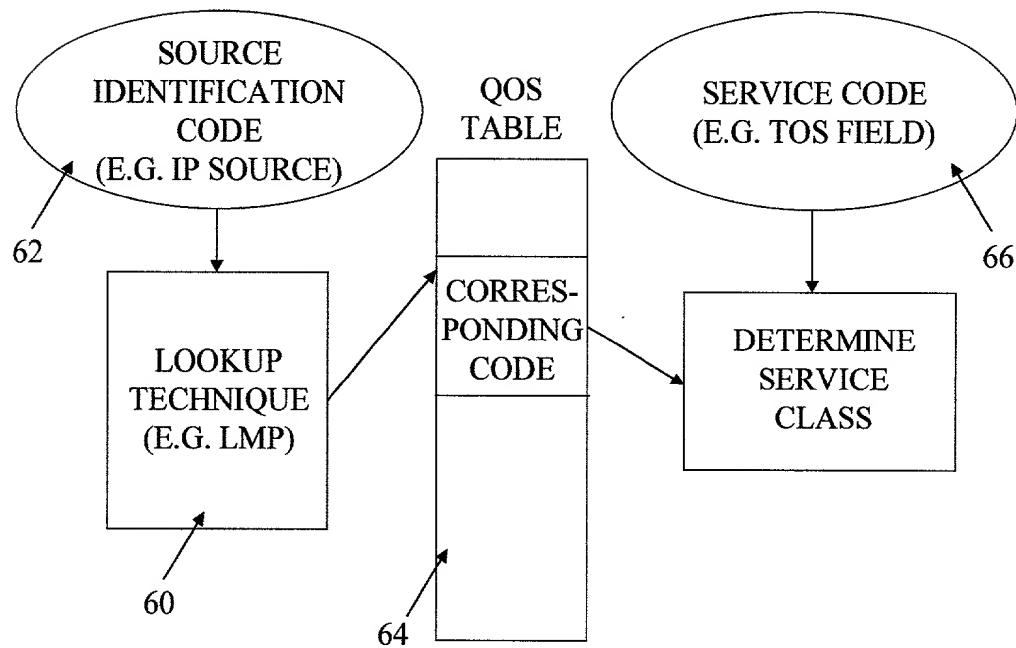 SOURCE
IDENTIFICATION
CODE
(E.G. IP SOURCE)
QOS
TABLE
SERVICE CODE
(E.G. TOS FIELD)
62
66
LOOKUP
TECHNIQUE
(E.G. LMP)
CORRES-
PONDING
CODE
DETERMINE
SERVICE
CLASS
60
64